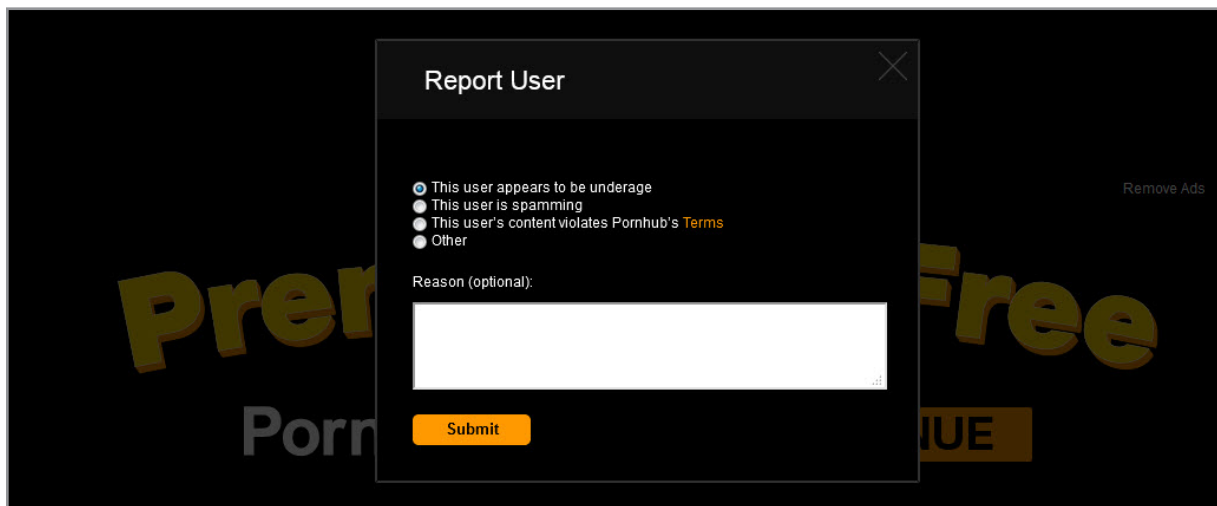 Report User
This user appears to be underage
This user is spamming
This user's content violates Pornhub's Terms
Other
Remove Ads
Reason (optional):
Free
Submit